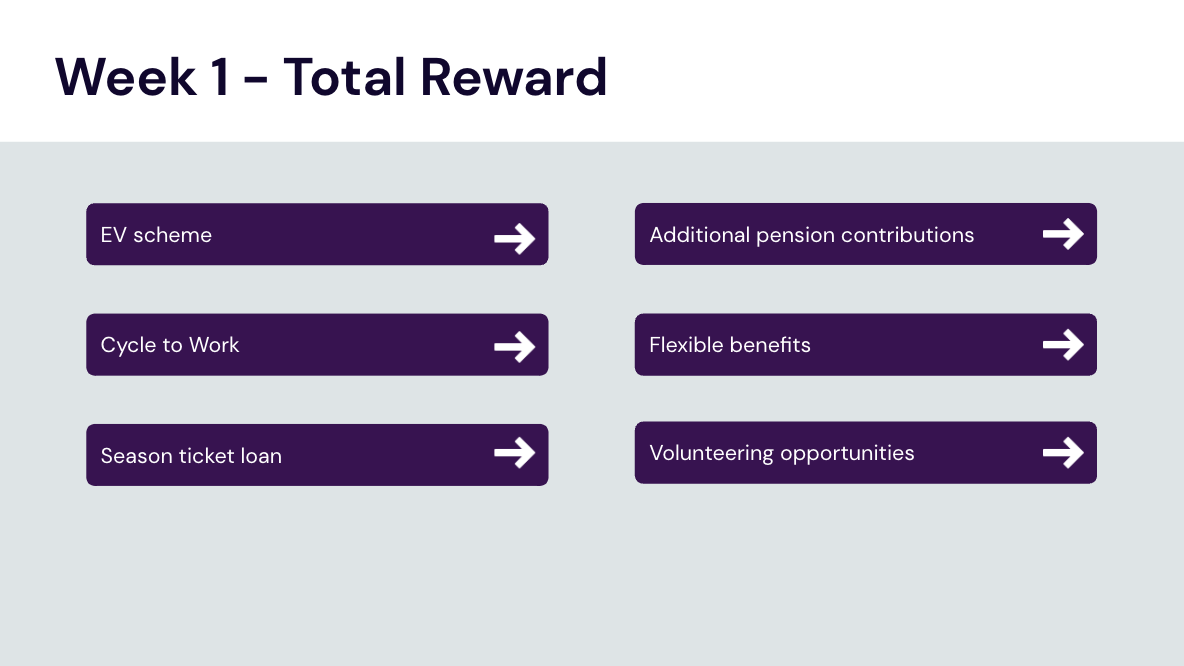 Week 1 - Total Reward
EV scheme
Additional pension contributions
Cycle to Work
Flexible benefits
Season ticket loan
Volunteering opportunities